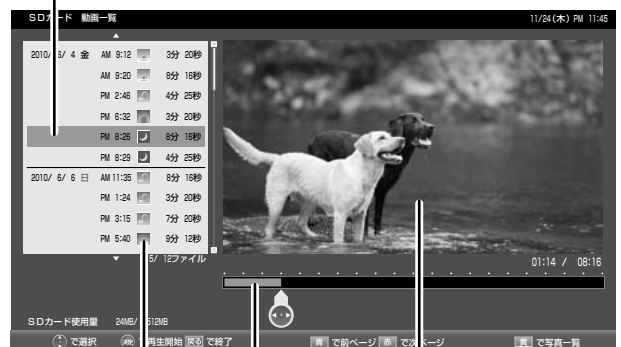 SDカード 動画一覧 11/24(木) PM 11:45
2010/ 6/ 4 金 AM 9:12 3分 20秒
AM 9:20 8分 16秒
PM 2:46 4分 25秒
PM 6:32 3分 20秒
PM 8:26 8分 16秒
PM 8:29 4分 25秒
2010/ 6/ 6 日 AM 11:35 8分 16秒
PM 1:24 3分 20秒
PM 3:15 7分 20秒
PM 5:40 9分 12秒
5/ 12ファイル
01:14 / 08:16
SDカード使用量 24MB/ 512MB
で選択 決定 で再生開始 戻る で終了 青 で前ページ 赤 で次ページ 黄 で写真一覧